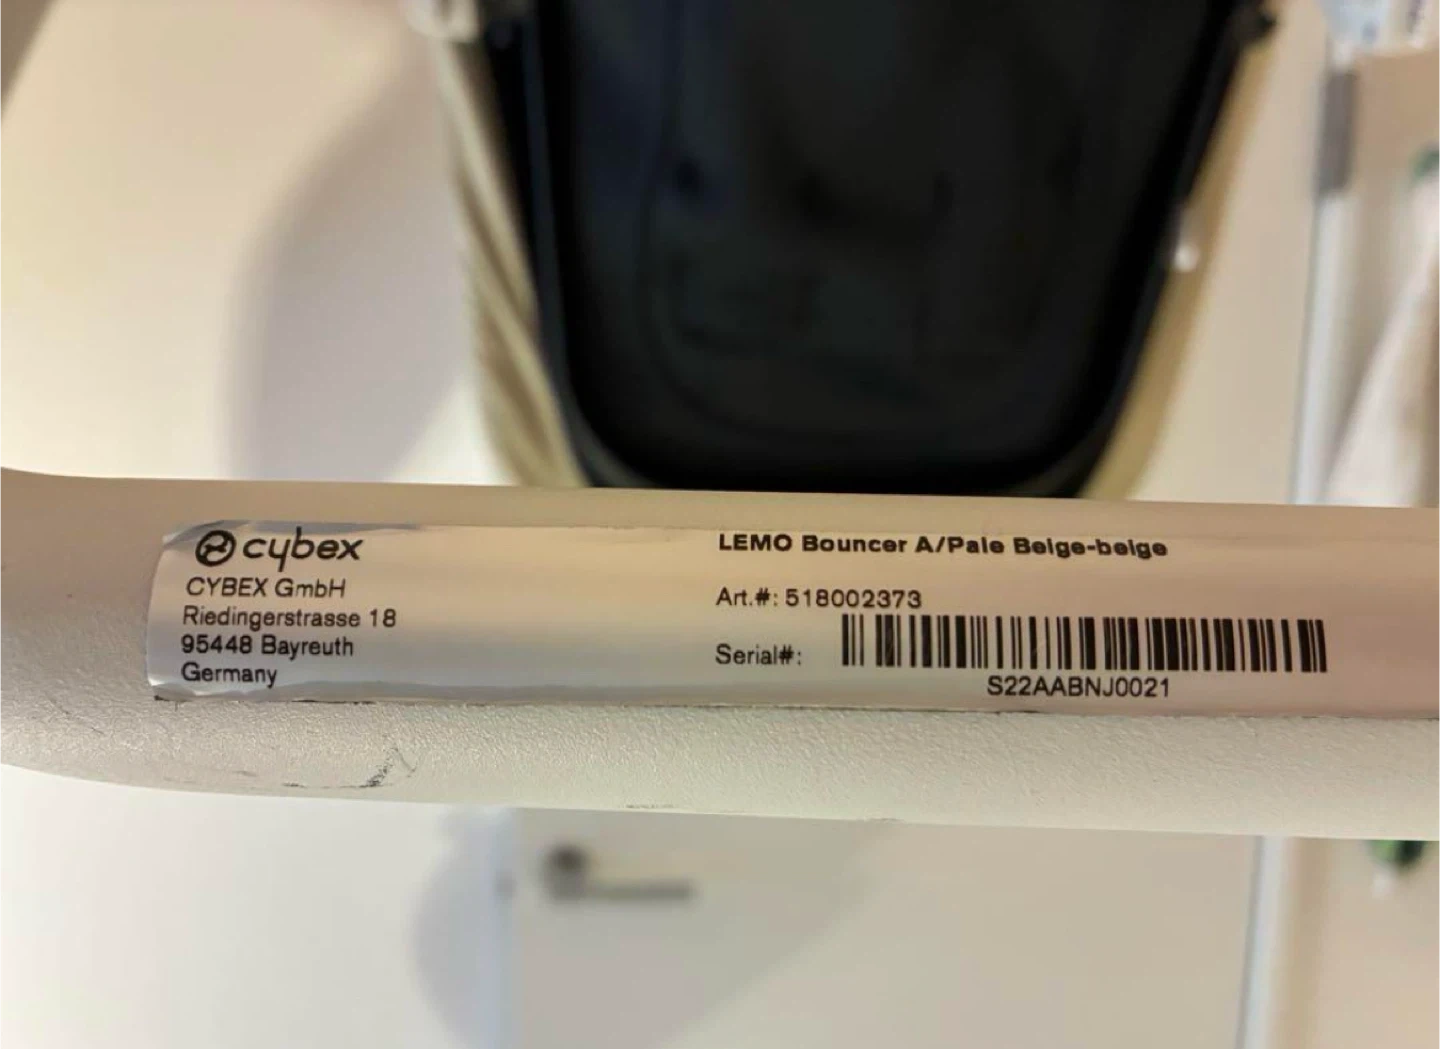 cybex
CYBEX GmbH
Riedingerstrasse 18
95448 Bayreuth
Germany
LEMO Bouncer A/Pale Beige-beige
Art.#: 518002373
Serial#:
S22AABNJ0021